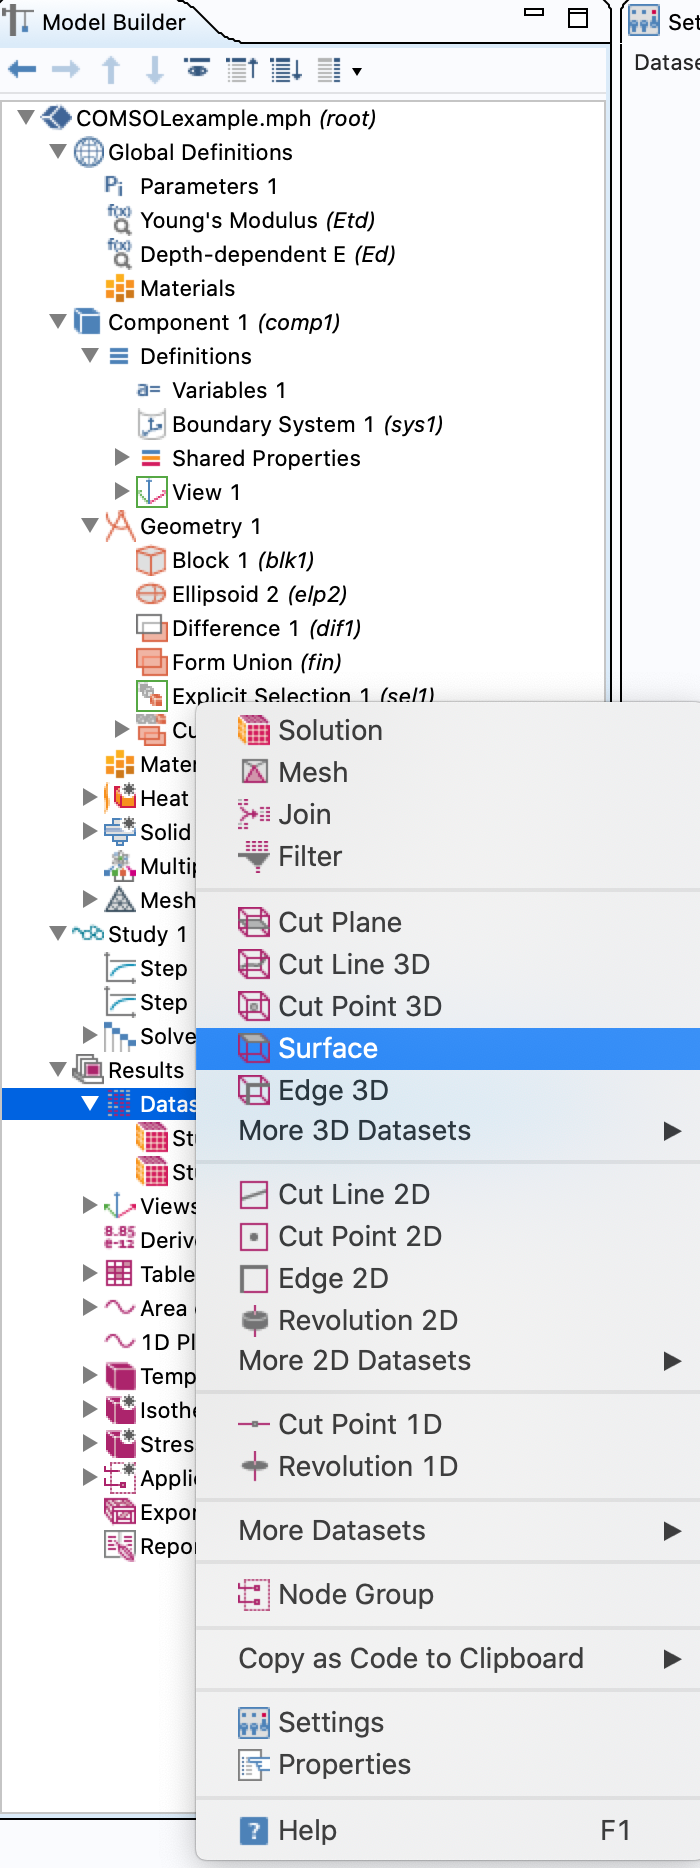 Model Builder
Set
Datase
COMSOLexample.mph (root)
Global Definitions
Pi Parameters 1
f(x) Young's Modulus (Etd)
f(x) Depth-dependent E (Ed)
Materials
Component 1 (comp1)
Definitions
a= Variables 1
Boundary System 1 (sys1)
Shared Properties
View 1
Geometry 1
Block 1 (blk1)
Ellipsoid 2 (elp2)
Difference 1 (dif1)
Form Union (fin)
Explicit Selection 1 (sel1)
Cu
Mater
Heat
Solid
Multip
Mesh
Study 1
Step
Step
Solve
Results
Datas
St
St
Views
8.85 e-12 Deriv
Table
Area
1D Pl
Temp
Isothe
Stres
Applie
Expor
Repo
Solution
Mesh
Join
Filter
Cut Plane
Cut Line 3D
Cut Point 3D
Surface
Edge 3D
More 3D Datasets
Cut Line 2D
Cut Point 2D
Edge 2D
Revolution 2D
More 2D Datasets
Cut Point 1D
Revolution 1D
More Datasets
Node Group
Copy as Code to Clipboard
Settings
Properties
? Help F1